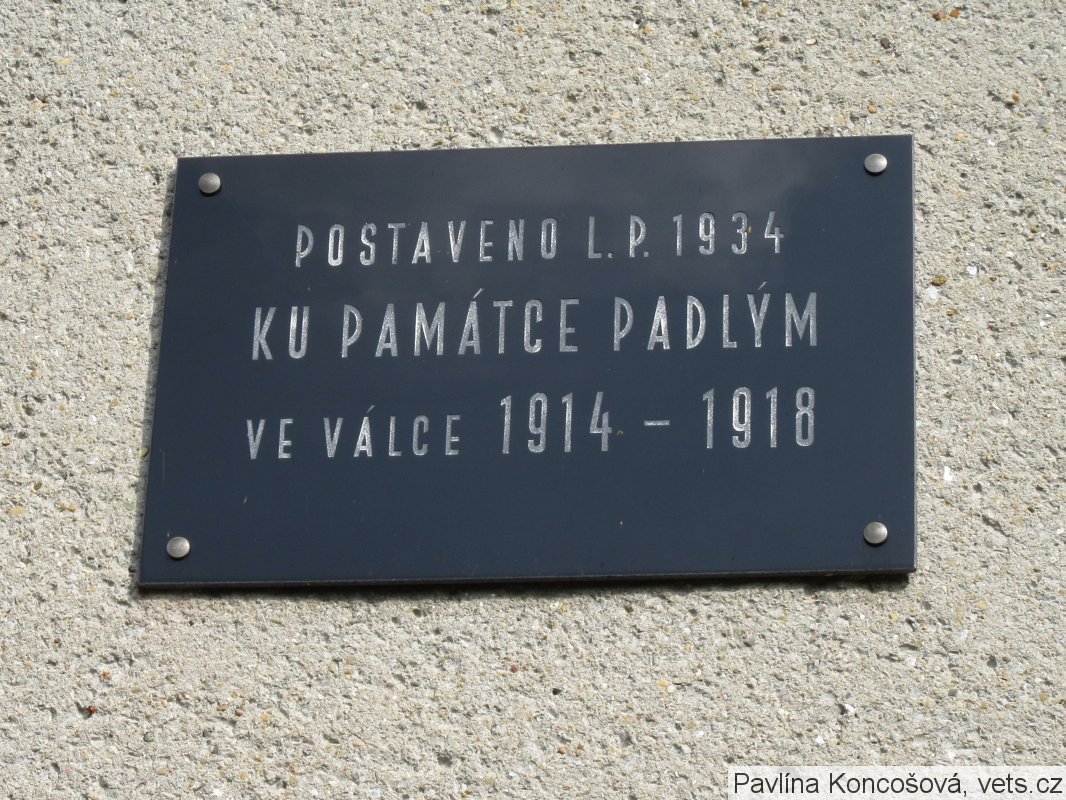 POSTAVENO L.P. 1934
KU PAMÁTCE PADLÝM
VE VÁLCE 1914 – 1918
Pavlína Koncošová, vets.cz